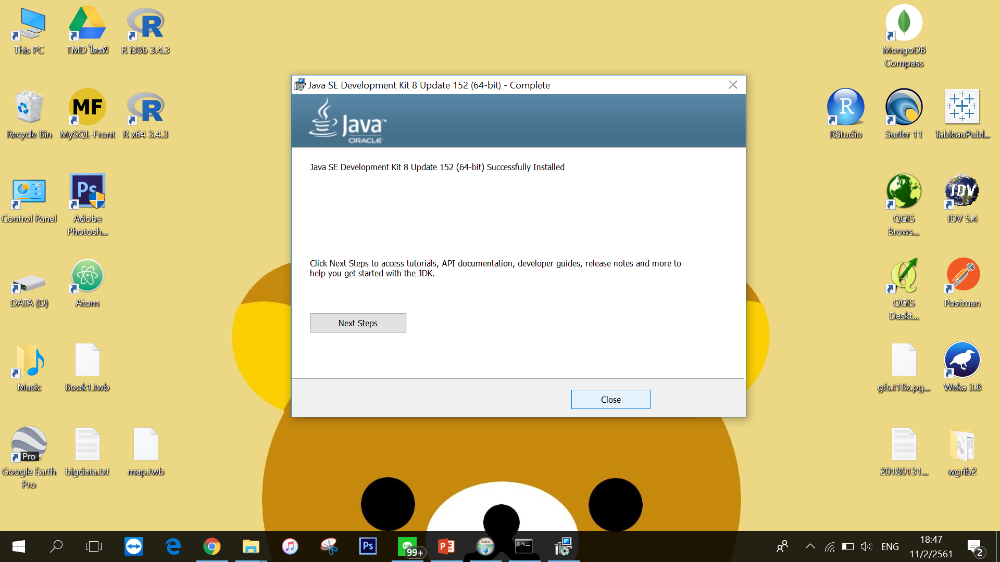 This PC
TMD ไดรฟ์
R i386 3.4.3
Recycle Bin
MF
MySQL-Front
R x64 3.4.3
Control Panel
Ps
Adobe
Photosh...
DATA (D)
Atom
Music
Book1.twb
Pro
Google Earth
Pro
bigdata.txt
map.twb
Java SE Development Kit 8 Update 152 (64-bit) - Complete
Java™
ORACLE
Java SE Development Kit 8 Update 152 (64-bit) Successfully Installed
Click Next Steps to access tutorials, API documentation, developer guides, release notes and more to
help you get started with the JDK.
Next Steps
Close
MongoDB
Compass
R
RStudio
Surfer 11
TableauPubl...
QGIS
Brows...
IDV
IDV 5.4
QGIS
Deskt...
Postman
gfs.t18z.pg...
Weka 3.8
20180131...
wgrib2
Ps
99+
C:\
ENG
18:47
11/2/2561
2